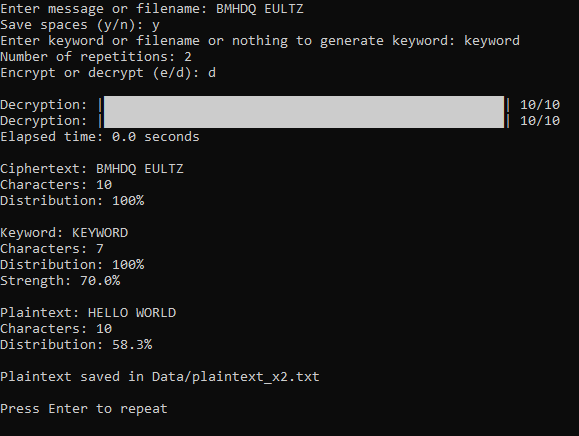 Enter message or filename: BMHDQ EULTZ
Save spaces (y/n): y
Enter keyword or filename or nothing to generate keyword: keyword
Number of repetitions: 2
Encrypt or decrypt (e/d): d
Decryption: | | 10/10
Decryption: | | 10/10
Elapsed time: 0.0 seconds
Ciphertext: BMHDQ EULTZ
Characters: 10
Distribution: 100%
Keyword: KEYWORD
Characters: 7
Distribution: 100%
Strength: 70.0%
Plaintext: HELLO WORLD
Characters: 10
Distribution: 58.3%
Plaintext saved in Data/plaintext_x2.txt
Press Enter to repeat